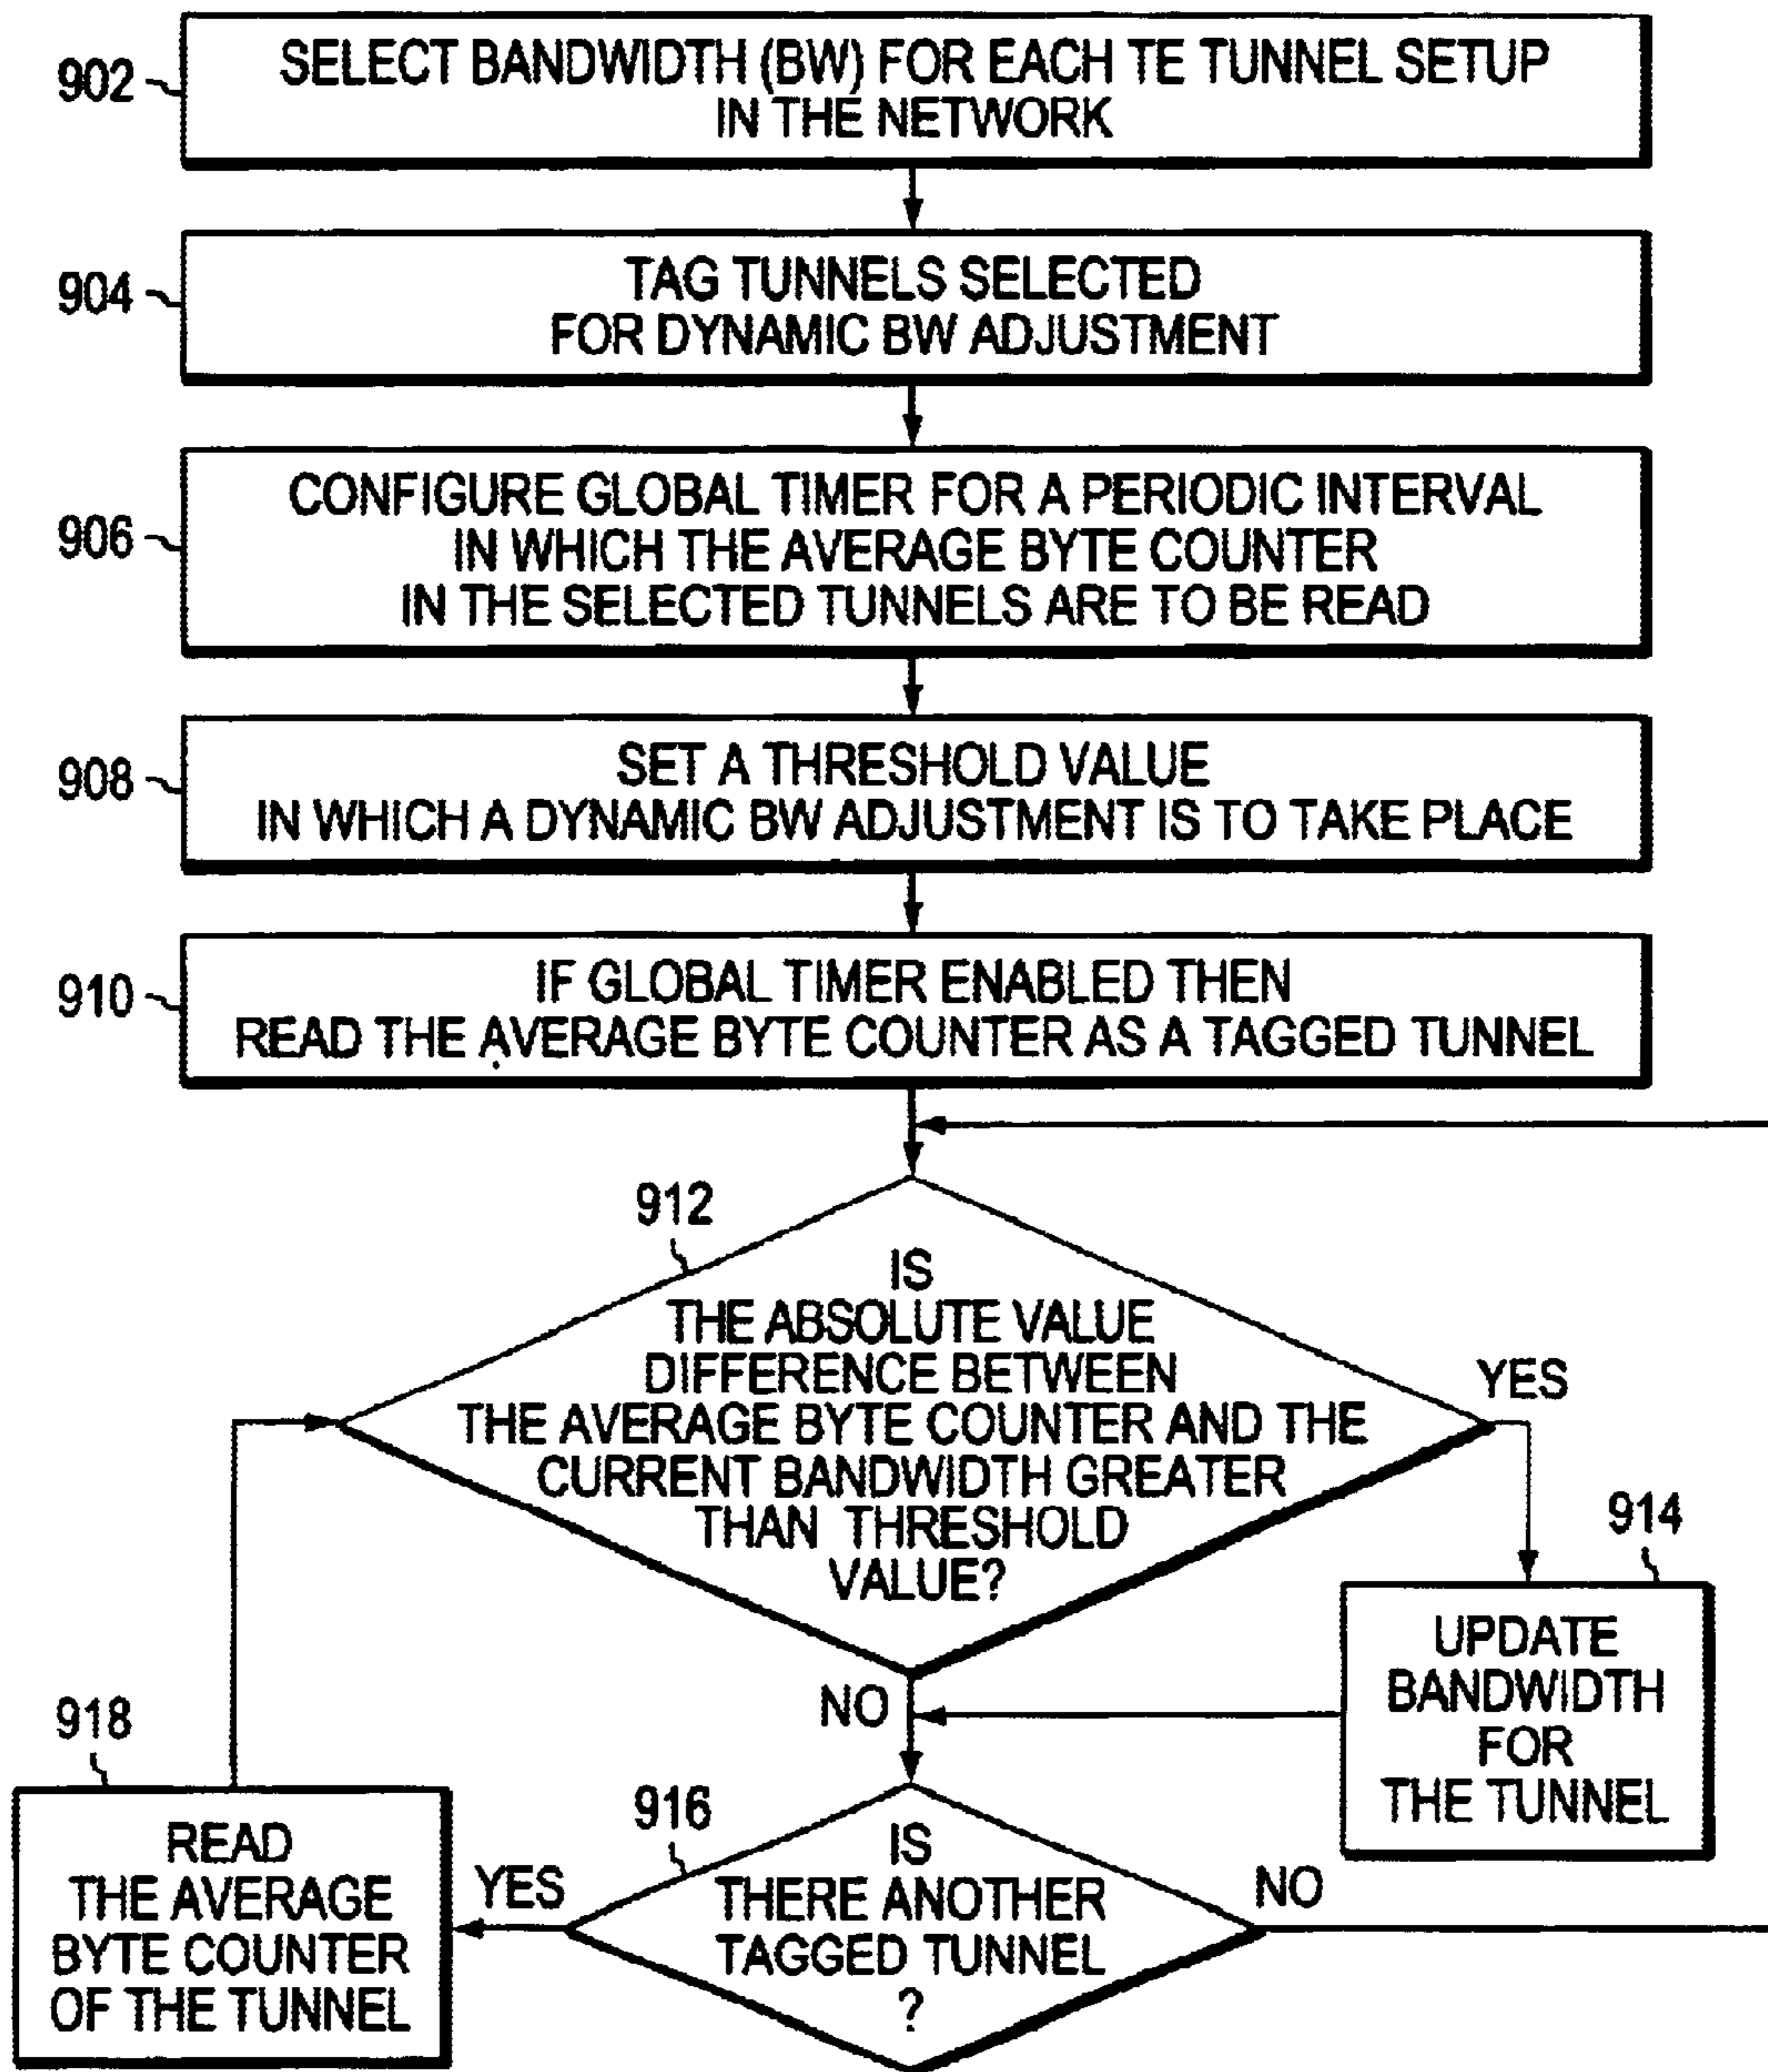 902
SELECT BANDWIDTH (BW) FOR EACH TE TUNNEL SETUP
IN THE NETWORK
904
TAG TUNNELS SELECTED
FOR DYNAMIC BW ADJUSTMENT
906
CONFIGURE GLOBAL TIMER FOR A PERIODIC INTERVAL
IN WHICH THE AVERAGE BYTE COUNTER
IN THE SELECTED TUNNELS ARE TO BE READ
908
SET A THRESHOLD VALUE
IN WHICH A DYNAMIC BW ADJUSTMENT IS TO TAKE PLACE
910
IF GLOBAL TIMER ENABLED THEN
READ THE AVERAGE BYTE COUNTER AS A TAGGED TUNNEL
912
IS
THE ABSOLUTE VALUE
DIFFERENCE BETWEEN
THE AVERAGE BYTE COUNTER AND THE
CURRENT BANDWIDTH GREATER
THAN THRESHOLD
VALUE?
YES
914
UPDATE
BANDWIDTH
FOR
THE TUNNEL
NO
916
IS
THERE ANOTHER
TAGGED TUNNEL
?
NO
YES
918
READ
THE AVERAGE
BYTE COUNTER
OF THE TUNNEL